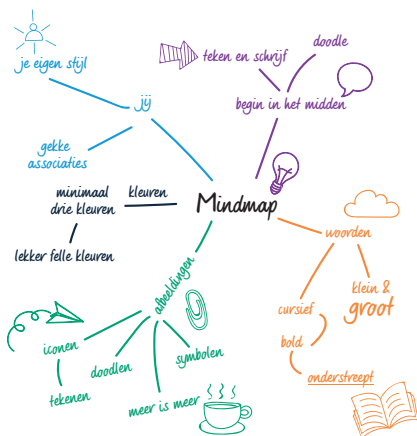 je eigen stijl
jij
gekke
associaties
doodle
teken en schrijf
begin in het midden
minimaal
drie kleuren
kleuren
lekker felle kleuren
Mindmap
woorden
klein &
groot
cursief
bold
onderstreept
afbeeldingen
iconen
tekenen
doodlen
symbolen
meer is meer